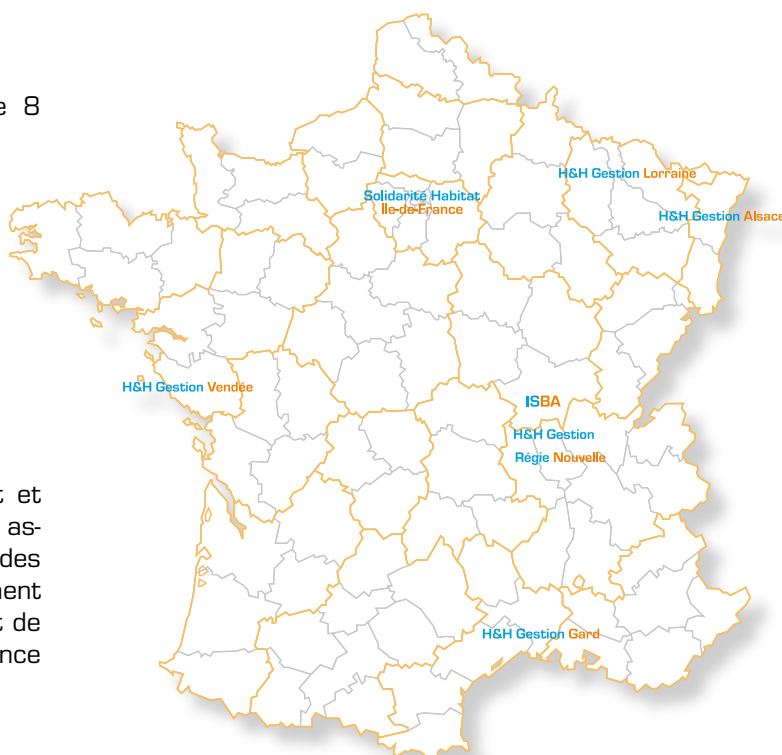 e 8
H&H Gestion Lorraine
Solidarité Habitat
Ile-de-France
H&H Gestion Alsace
H&H Gestion Vendée
ISBA
H&H Gestion
Régie Nouvelle
t et
as-
des
ment
t de
ance
H&H Gestion Gard